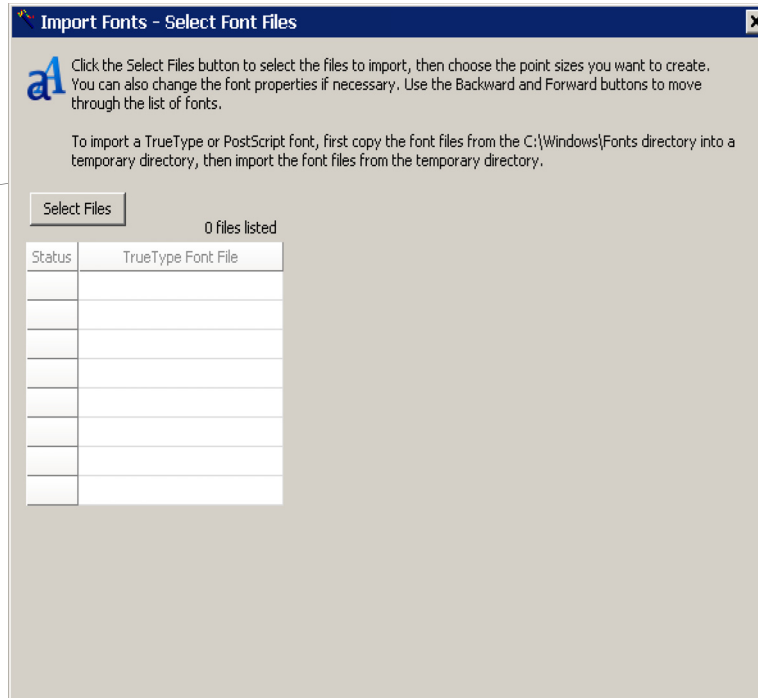 Import Fonts - Select Font Files
Click the Select Files button to select the files to import, then choose the point sizes you want to create.
You can also change the font properties if necessary. Use the Backward and Forward buttons to move
through the list of fonts.
To import a TrueType or PostScript font, first copy the font files from the C:\Windows\Fonts directory into a
temporary directory, then import the font files from the temporary directory.
Select Files
0 files listed
Status TrueType Font File